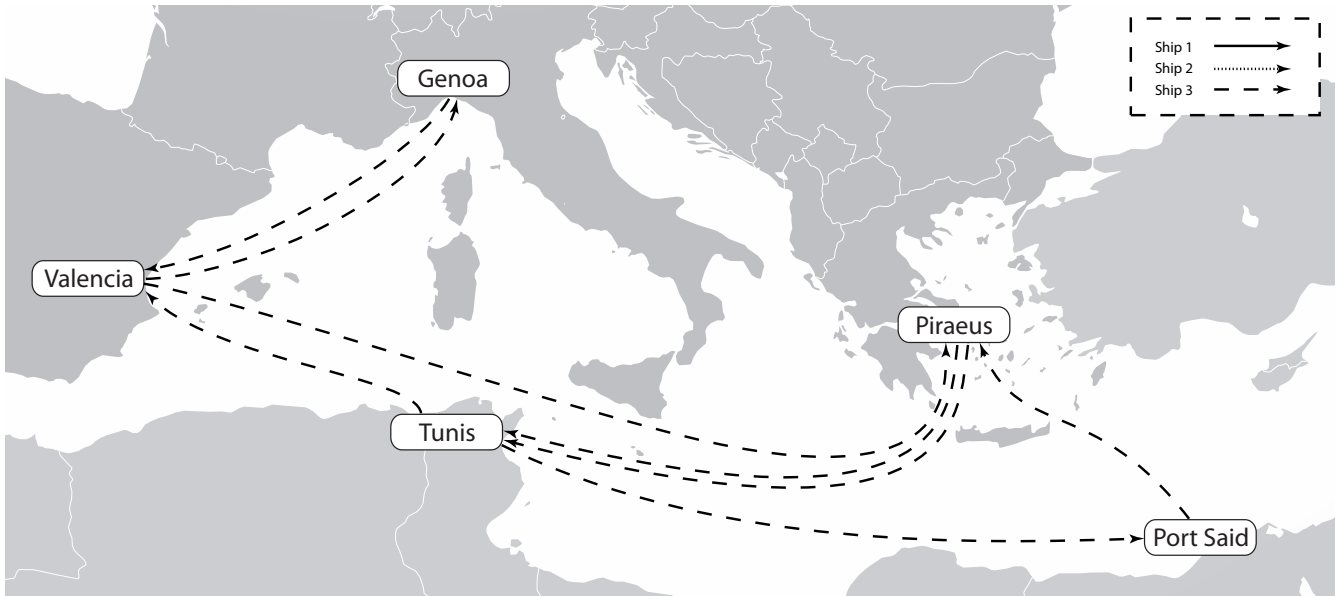 Ship 1
Ship 2
Ship 3
Genoa
Valencia
Piraeus
Tunis
Port Said